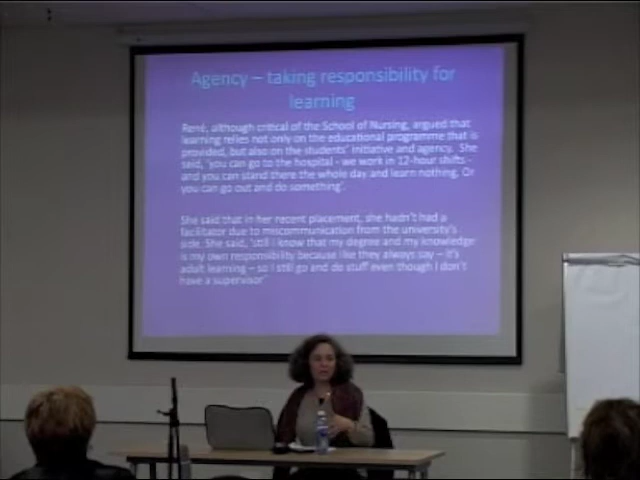 Agency – taking responsibility for
learning
René, although critical of the School of Nursing, argued that
learning relies not only on the educational programme that is
provided, but also on the students' initiative and agency. She
said, 'you can go to the hospital - we work in 12-hour shifts -
and you can stand there the whole day and learn nothing. Or
you can go out and do something'.
She said that in her recent placement, she hadn't had a
facilitator due to miscommunication from the university's
side. She said, 'still I know that my degree and my knowledge
is my own responsibility because like they always say – it's
adult learning – so I still go and do stuff even though I don't
have a supervisor'